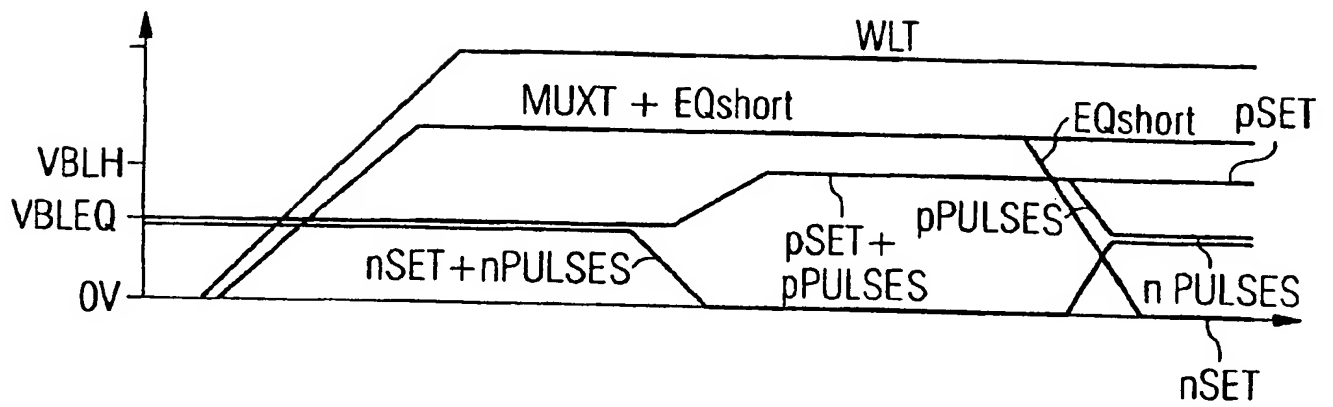 WLT
MUXT + EQshort
EQshort
pSET
VBLH
VBLEQ
pPULSES
nSET+nPULSES
pSET+
pPULSES
n PULSES
0V
nSET